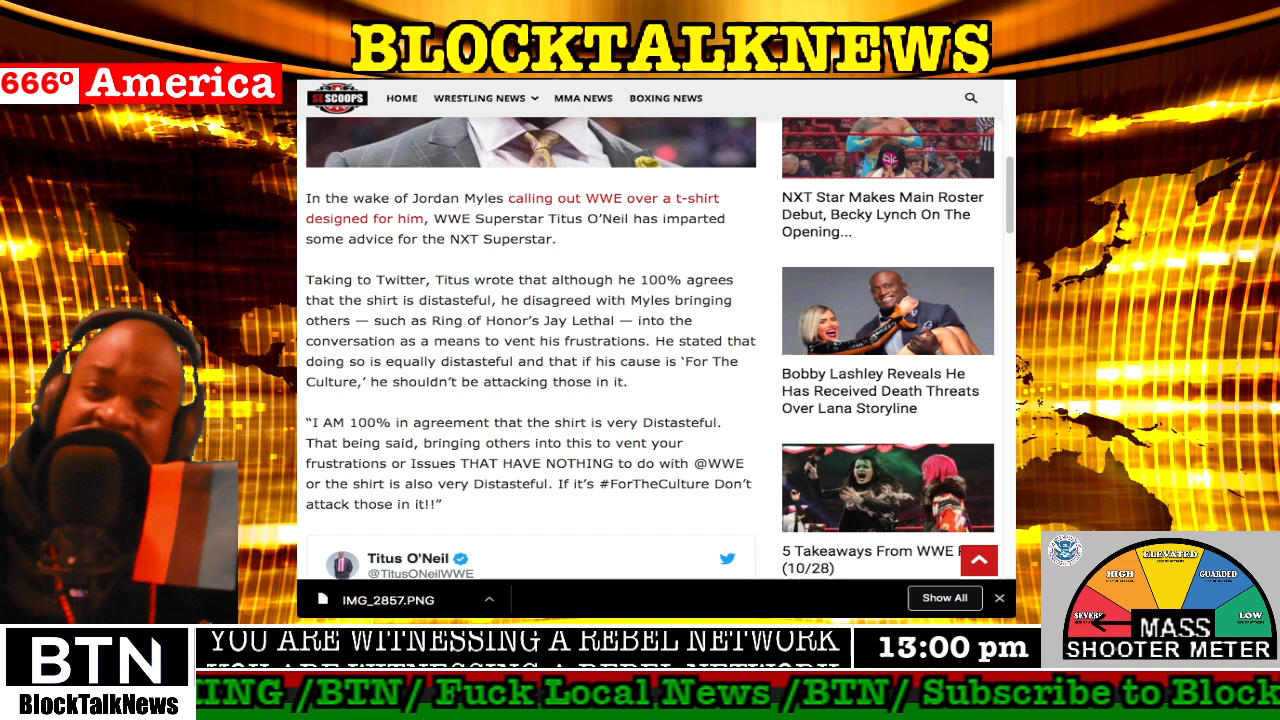 BLOCKTALKNEWS
666º America
SESCOOPS HOME WRESTLING NEWS MMA NEWS BOXING NEWS
In the wake of Jordan Myles calling out WWE over a t-shirt
designed for him, WWE Superstar Titus O’Neil has imparted
some advice for the NXT Superstar.
Taking to Twitter, Titus wrote that although he 100% agrees
that the shirt is distasteful, he disagreed with Myles bringing
others — such as Ring of Honor’s Jay Lethal — into the
conversation as a means to vent his frustrations. He stated that
doing so is equally distasteful and that if his cause is ‘For The
Culture,’ he shouldn’t be attacking those in it.
“I AM 100% in agreement that the shirt is very Distasteful.
That being said, bringing others into this to vent your
frustrations or Issues THAT HAVE NOTHING to do with @WWE
or the shirt is also very Distasteful. If it’s #ForTheCulture Don’t
attack those in it!!”
Titus O'Neil
@TitusONeilWWE
NXT Star Makes Main Roster
Debut, Becky Lynch On The
Opening...
Bobby Lashley Reveals He
Has Received Death Threats
Over Lana Storyline
5 Takeaways From WWE
(10/28)
IMG_2857.PNG
Show All
SEVERE
HIGH
ELEVATED
GUARDED
LOW
MASS
SHOOTER METER
BTN
BlockTalkNews
YOU ARE WITNESSING A REBEL NETWORK
YOU ARE WITNESSING A REBEL NETWORK
13:00 pm
ING /BTN/ Fuck Local News /BTN/ Subscribe to Block